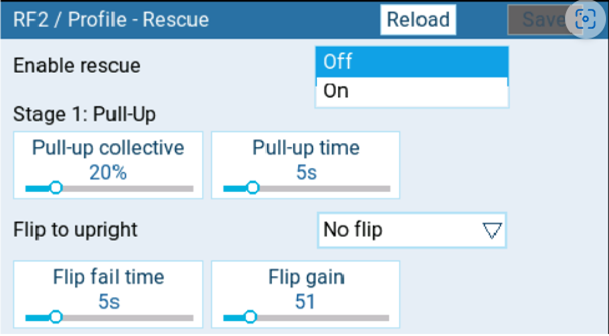 RF2 / Profile - Rescue
Reload
Save
Enable rescue
Off
On
Stage 1: Pull-Up
Pull-up collective
20%
Pull-up time
5s
Flip to upright
No flip
Flip fail time
5s
Flip gain
51